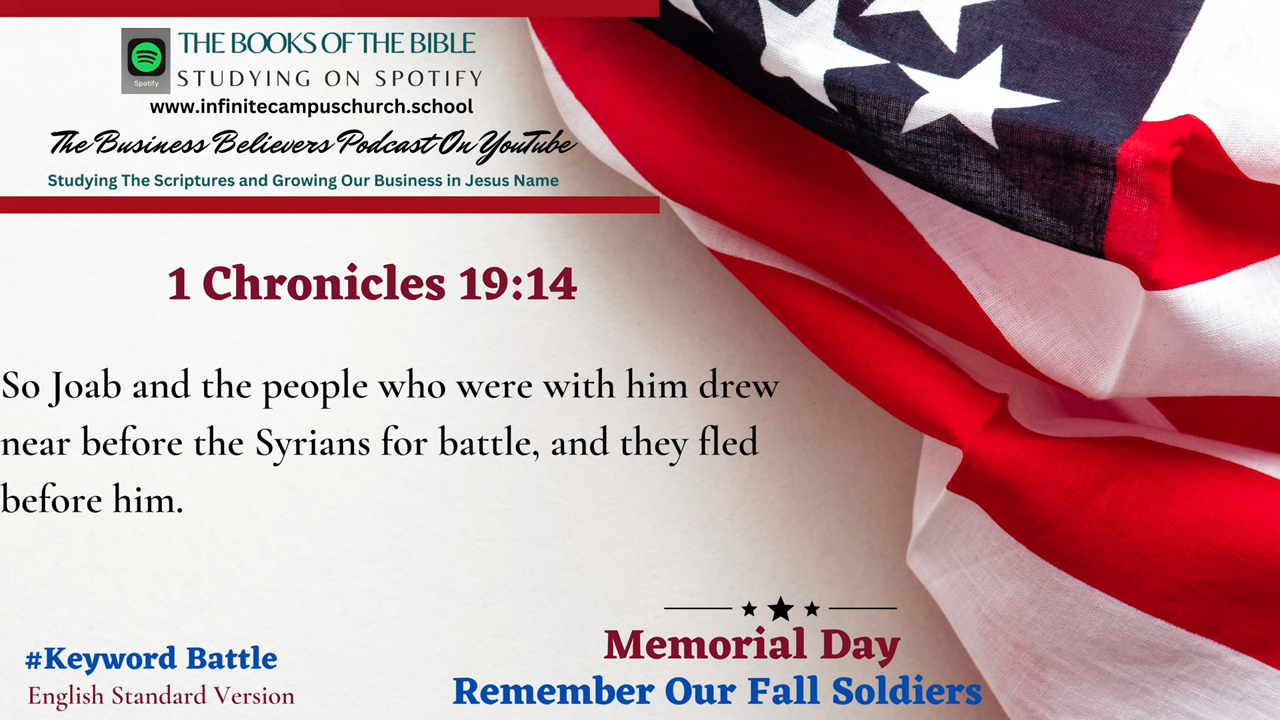 THE BOOKS OF THE BIBLE
Spotify
STUDYING ON SPOTIFY
www.infinitecampuschurch.school
The Business Believers Podcast On YouTube
Studying The Scriptures and Growing Our Business in Jesus Name
1 Chronicles 19:14
So Joab and the people who were with him drew
near before the Syrians for battle, and they fled
before him.
#Keyword Battle
English Standard Version
Memorial Day
Remember Our Fall Soldiers